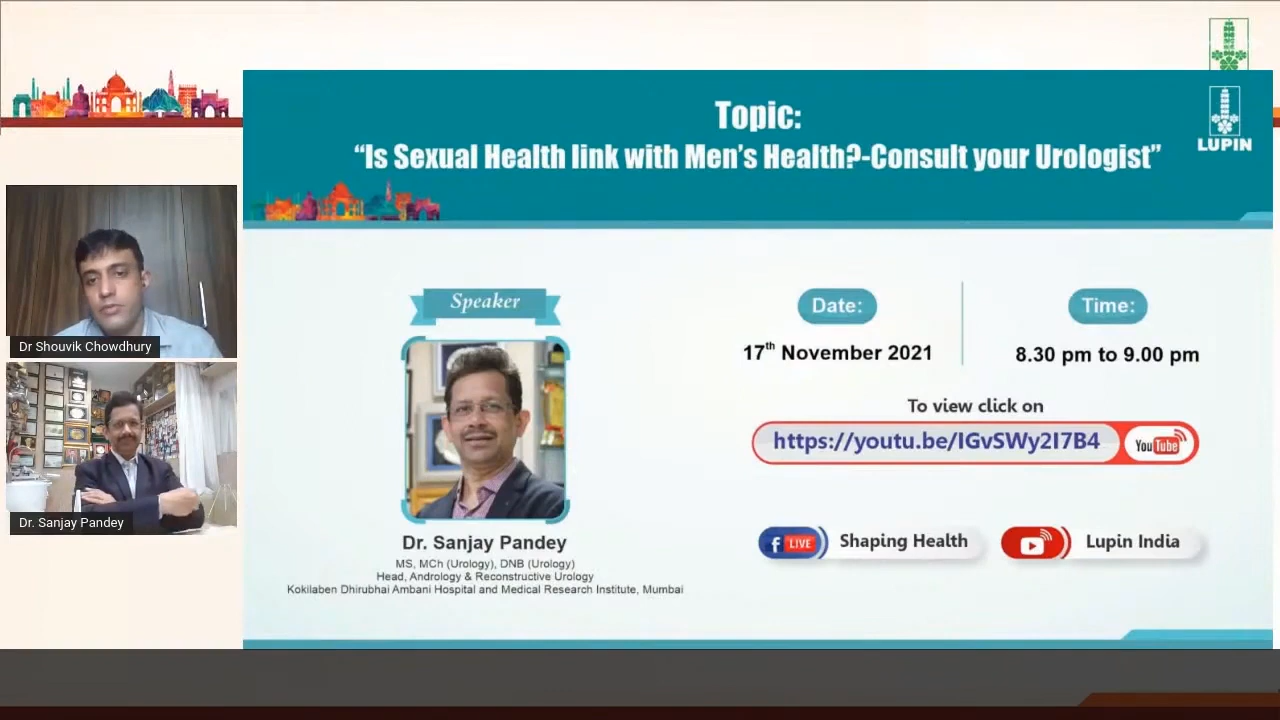 Topic:
“Is Sexual Health link with Men’s Health?-Consult your Urologist”
LUPIN
Dr Shouvik Chowdhury
Dr. Sanjay Pandey
Speaker
Dr. Sanjay Pandey
MS, MCh (Urology), DNB (Urology)
Head, Andrology & Reconstructive Urology
Kokilaben Dhirubhai Ambani Hospital and Medical Research Institute, Mumbai
Date:
17th November 2021
Time:
8.30 pm to 9.00 pm
To view click on
https://youtu.be/IGvSWy2I7B4
YouTube
f LIVE
Shaping Health
Lupin India